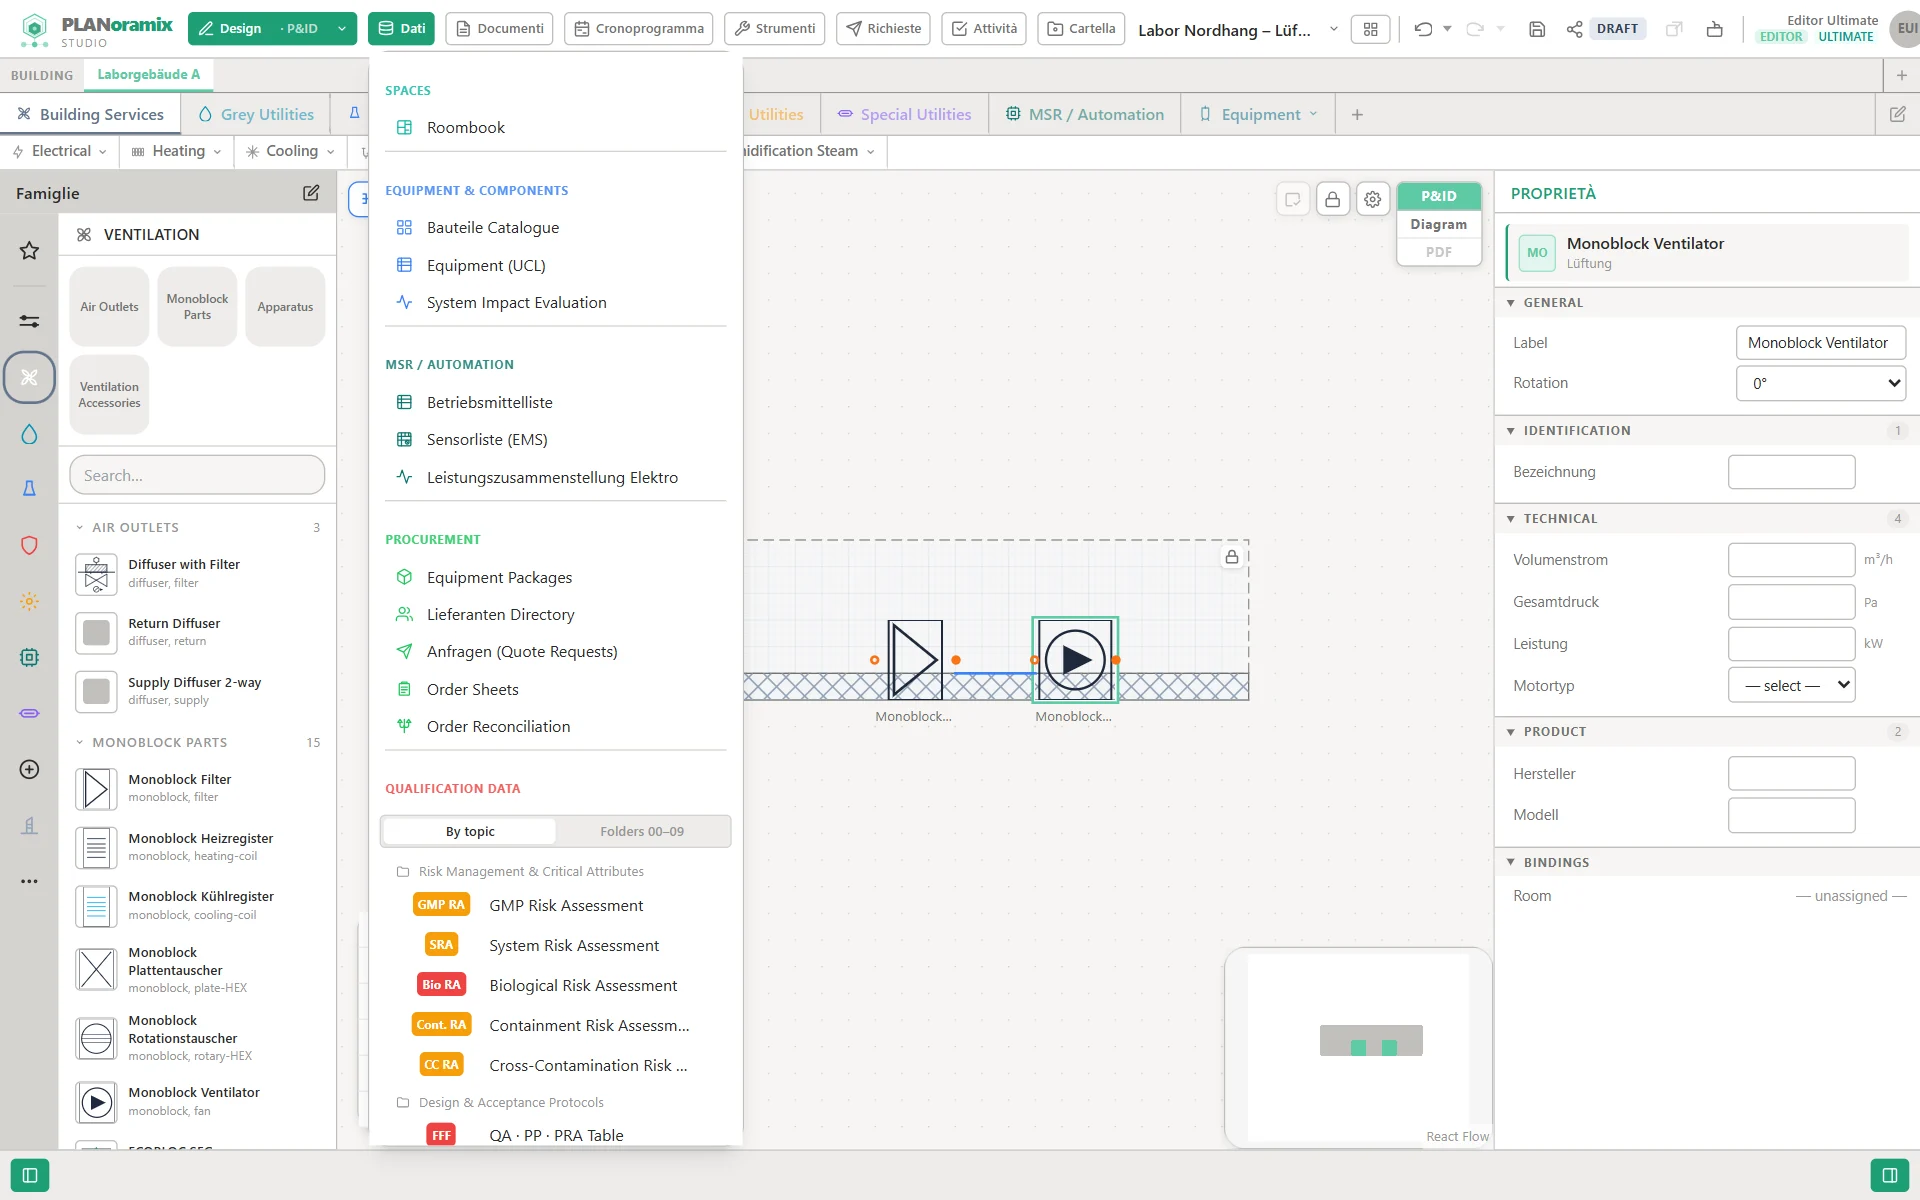 PLANoramix
STUDIO
Design · P&ID
Dati
Documenti
Cronoprogramma
Strumenti
Richieste
Attività
Cartella
Labor Nordhang – Lüf...
DRAFT
Editor Ultimate
EDITOR ULTIMATE
EUI
BUILDING
Laborgebäude A
Building Services
Grey Utilities
Utilities
Special Utilities
MSR / Automation
Equipment
Electrical
Heating
Cooling
idification Steam
Famiglie
VENTILATION
Air Outlets
Monoblock
Parts
Apparatus
Ventilation
Accessories
Search...
AIR OUTLETS 3
Diffuser with Filter
diffuser, filter
Return Diffuser
diffuser, return
Supply Diffuser 2-way
diffuser, supply
MONOBLOCK PARTS 15
Monoblock Filter
monoblock, filter
Monoblock Heizregister
monoblock, heating-coil
Monoblock Kühlregister
monoblock, cooling-coil
Monoblock
Plattentauscher
monoblock, plate-HEX
Monoblock
Rotationstauscher
monoblock, rotary-HEX
Monoblock Ventilator
monoblock, fan
SPACES
Roombook
EQUIPMENT & COMPONENTS
Bauteile Catalogue
Equipment (UCL)
System Impact Evaluation
MSR / AUTOMATION
Betriebsmittelliste
Sensorliste (EMS)
Leistungszusammenstellung Elektro
PROCUREMENT
Equipment Packages
Lieferanten Directory
Anfragen (Quote Requests)
Order Sheets
Order Reconciliation
QUALIFICATION DATA
By topic
Folders 00–09
Risk Management & Critical Attributes
GMP RA GMP Risk Assessment
SRA System Risk Assessment
Bio RA Biological Risk Assessment
Cont. RA Containment Risk Assessm...
CC RA Cross-Contamination Risk ...
Design & Acceptance Protocols
FFF QA · PP · PRA Table
P&ID
Diagram
PDF
Monoblock...
Monoblock...
React Flow
PROPRIETÀ
MO
Monoblock Ventilator
Lüftung
GENERAL
Label Monoblock Ventilator
Rotation 0°
IDENTIFICATION 1
Bezeichnung
TECHNICAL 4
Volumenstrom m³/h
Gesamtdruck Pa
Leistung kW
Motortyp — select —
PRODUCT 2
Hersteller
Modell
BINDINGS
Room — unassigned —